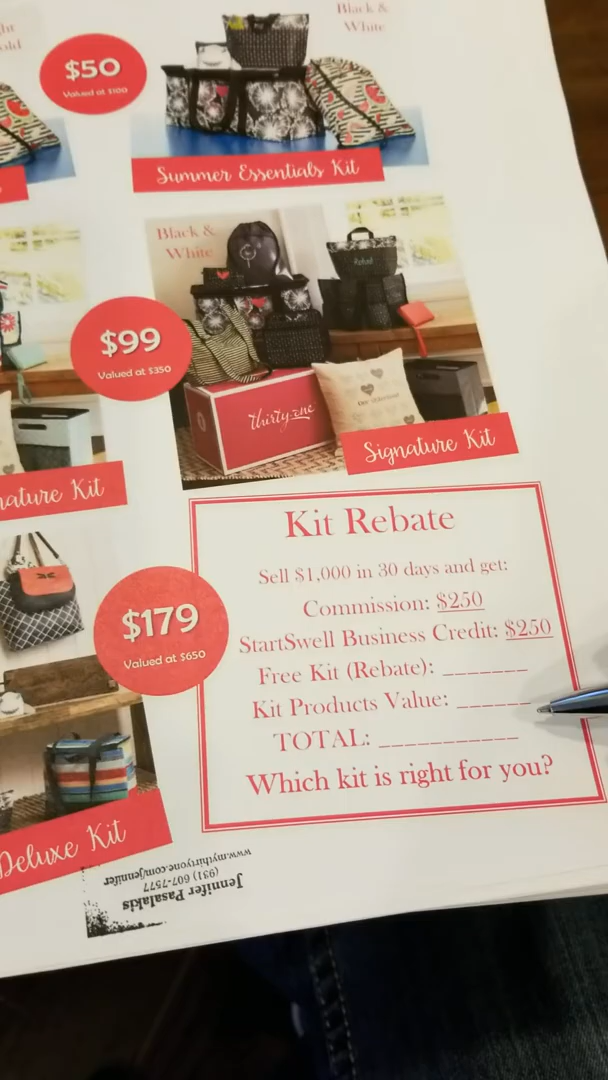 Black &
White
$50
Valued at $100
Summer Essentials Kit
Black &
White
$99
Valued at $350
thirty-one
Signature Kit
nature Kit
Kit Rebate
Sell $1,000 in 30 days and get:
Commission: $250
StartSwell Business Credit: $250
Free Kit (Rebate): _______
Kit Products Value: ______
TOTAL: ___________
Which kit is right for you?
$179
Valued at $650
Deluxe Kit
Jennifer Pasalakis
(931) 607-7577
www.mythirtyone.com/jennifer